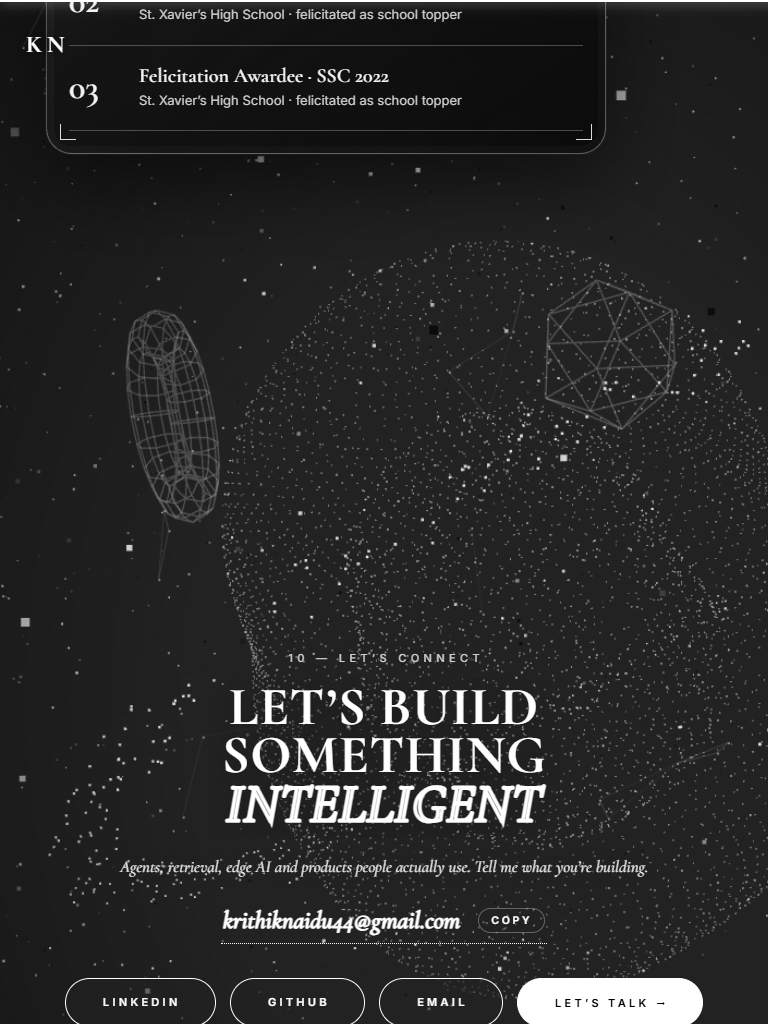 02
St. Xavier’s High School · felicitated as school topper
K N
03
Felicitation Awardee · SSC 2022
St. Xavier’s High School · felicitated as school topper
10 — LET’S CONNECT
LET’S BUILD
SOMETHING
INTELLIGENT
Agents, retrieval, edge AI and products people actually use. Tell me what you’re building.
krithiknaidu44@gmail.com
COPY
LINKEDIN
GITHUB
EMAIL
LET’S TALK →